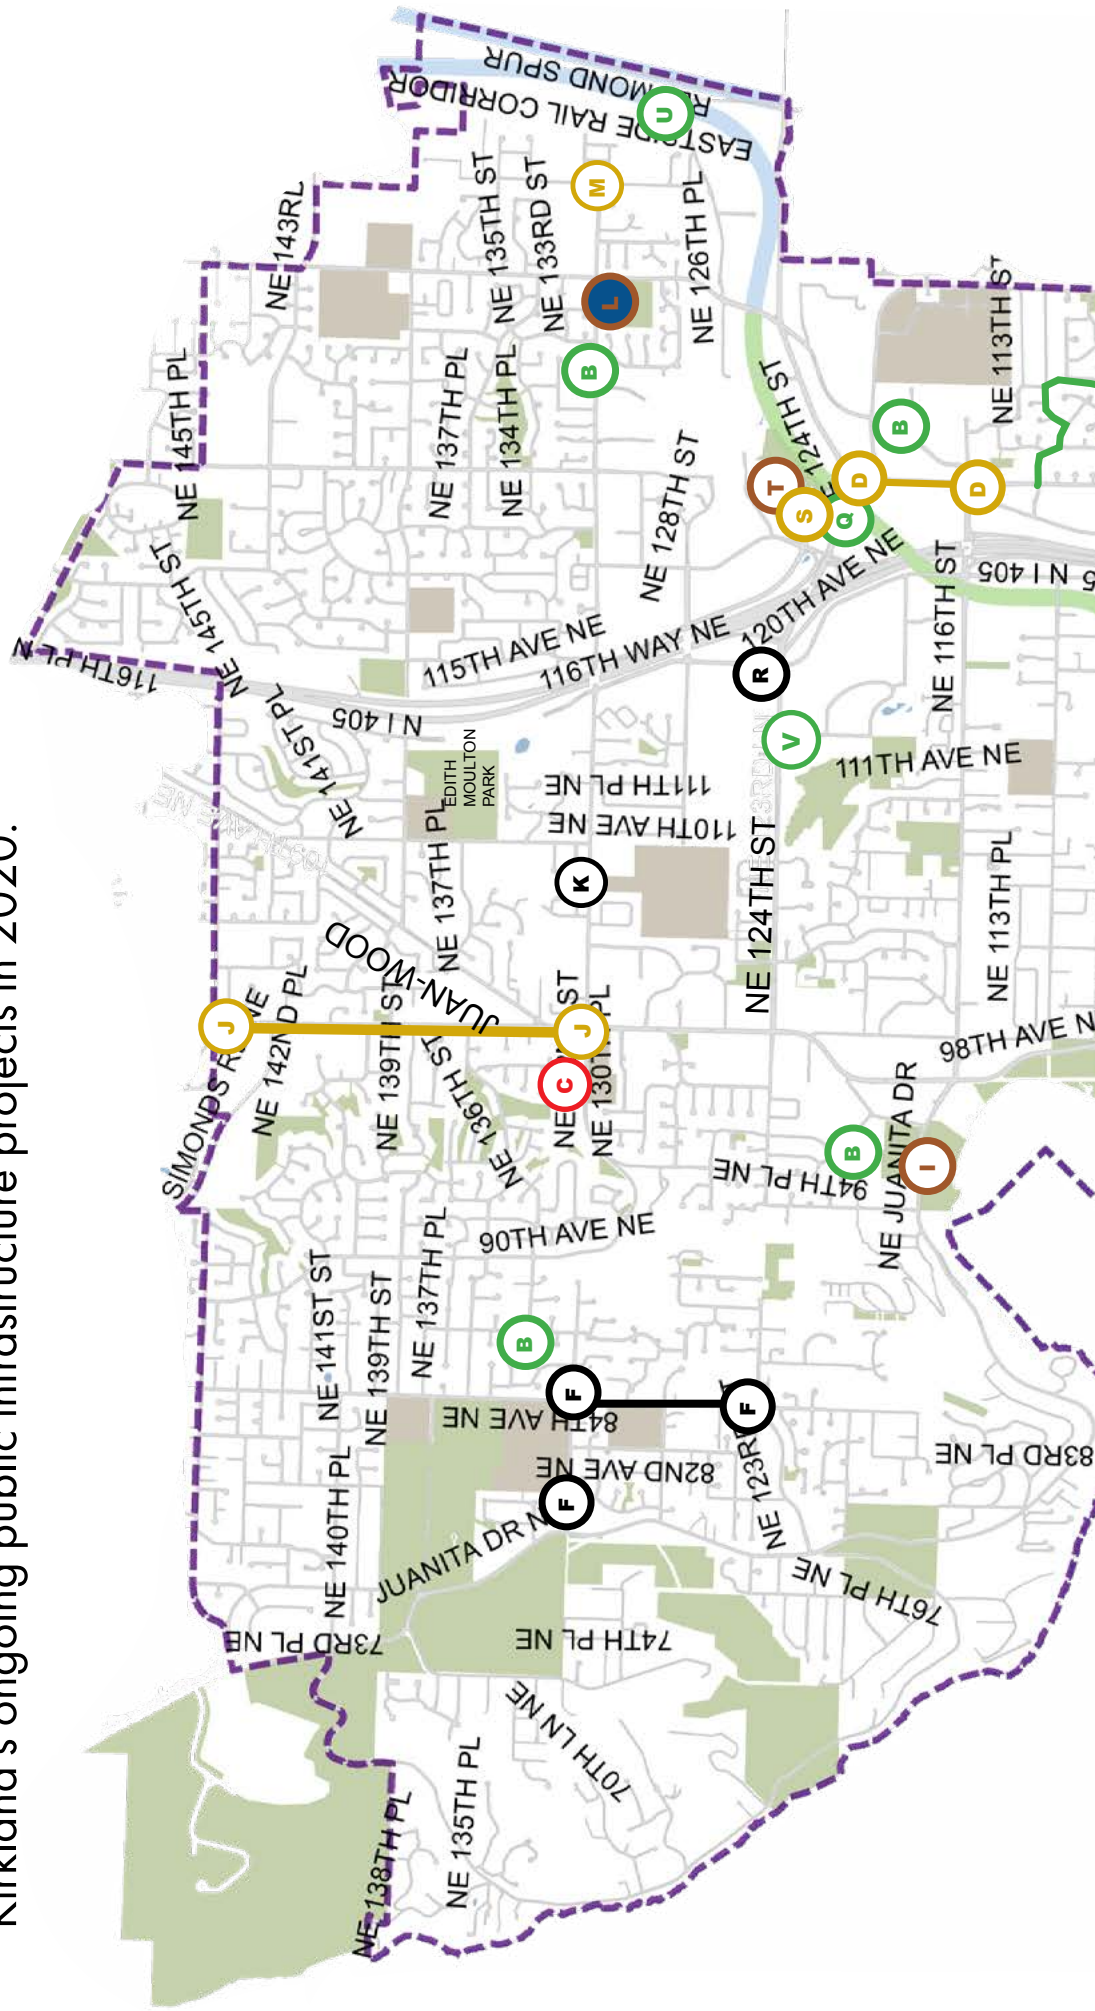 Kirkland's ongoing public infrastructure projects in 2020.
116TH PL N
NE 145TH ST
NE 145TH PL
NE 143RD
NE
SIMONDS RD NE
NE 142ND PL
NE 141ST PL
NE 141ST ST
NE 140TH PL
NE 139TH ST
NE 139TH ST
NE 138TH PL
NE 137TH PL
NE 137TH PL
NE 137TH PL
NE 136TH ST
NE 135TH PL
NE 135TH ST
NE 134TH PL
NE 133RD ST
NE 130TH PL
NE
ST
NE 128TH ST
NE 126TH PL
NE 124TH ST
E 124TH ST
NE 123R
NE 116TH ST
NE 113TH PL
NE 113TH ST
JUAN-WOOD
N I 405
N I 405
5
115TH AVE NE
116TH WAY NE
120TH AVE NE
EDITH
MOULTON
PARK
111TH PL NE
110TH AVE NE
111TH AVE NE
98TH AVE N
94TH PL NE
90TH AVE NE
NE JUANITA DR
84TH AVE NE
82ND AVE NE
83RD PL NE
JUANITA DR N
76TH PL NE
74TH PL NE
73RD PL NE
70TH LN NE
EASTSIDE RAIL CORRIDOR
REDMOND SPUR
J
J
C
K
L
M
U
B
B
B
B
T
S
Q
D
D
R
V
I
F
F
F